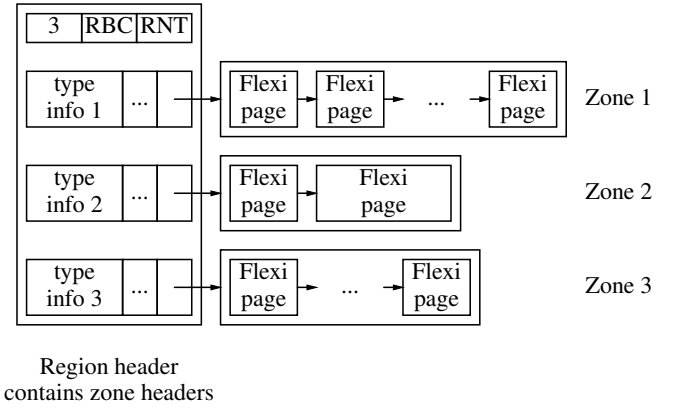 3 RBC RNT
type info 1 ... Flexi page Flexi page ... Flexi page Zone 1
type info 2 ... Flexi page Flexi page Zone 2
type info 3 ... Flexi page ... Flexi page Zone 3
Region header
contains zone headers